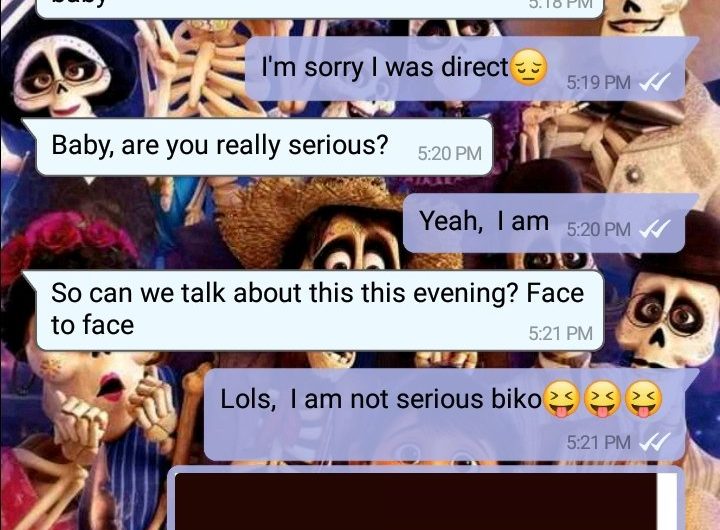 baby
5:18 PM
I'm sorry I was direct😔
5:19 PM
Baby, are you really serious?
5:20 PM
Yeah, I am
5:20 PM
So can we talk about this this evening? Face
to face
5:21 PM
Lols, I am not serious biko😝😝😝
5:21 PM